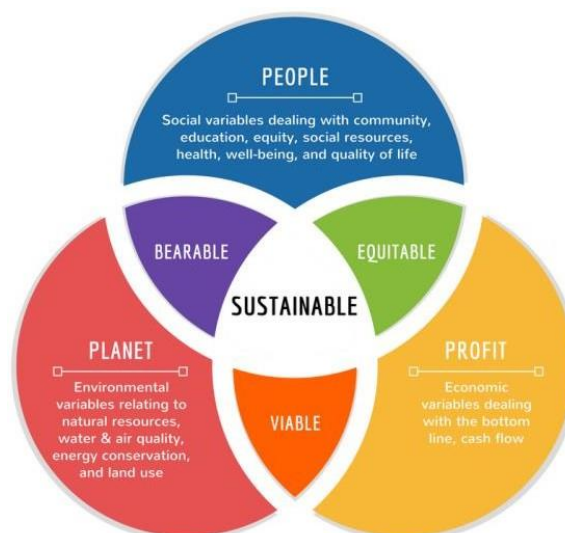 PEOPLE
Social variables dealing with community,
education, equity, social resources,
health, well-being, and quality of life
BEARABLE
EQUITABLE
SUSTAINABLE
PLANET
Environmental
variables relating to
natural resources,
water & air quality,
energy conservation,
and land use
PROFIT
Economic
variables dealing
with the bottom
line, cash flow
VIABLE